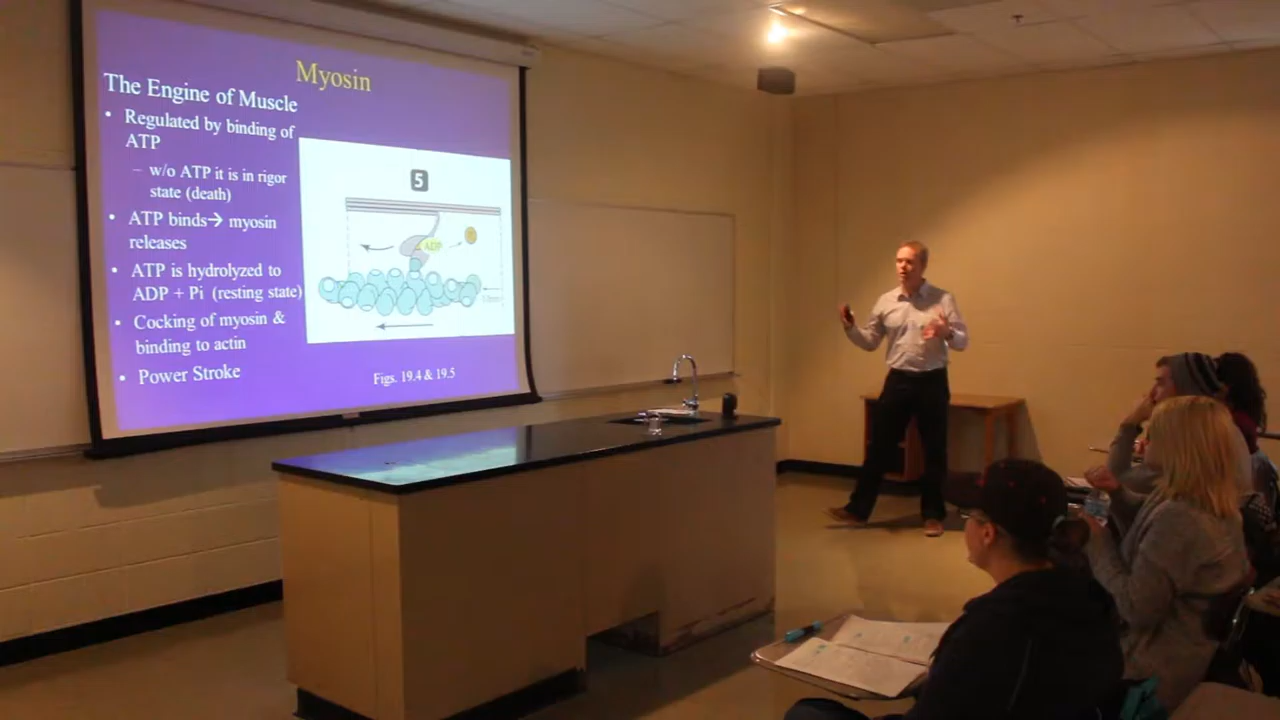 Myosin
The Engine of Muscle
• Regulated by binding of
ATP
– w/o ATP it is in rigor
state (death)
• ATP binds→ myosin
releases
• ATP is hydrolyzed to
ADP + Pi (resting state)
• Cocking of myosin &
binding to actin
• Power Stroke
5
ADP
Figs. 19.4 & 19.5